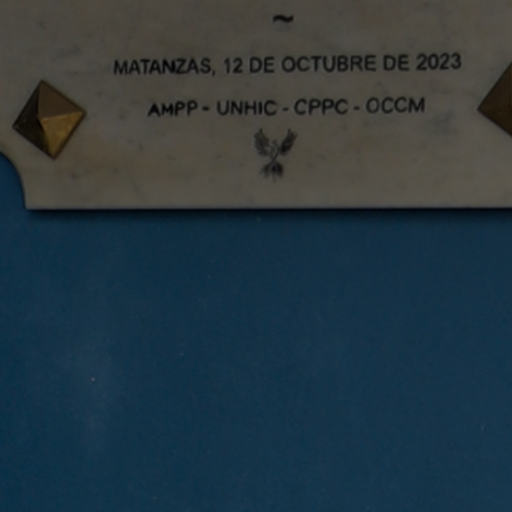 ~
MATANZAS, 12 DE OCTUBRE DE 2023
AMPP - UNHIC - CPPC - OCCM